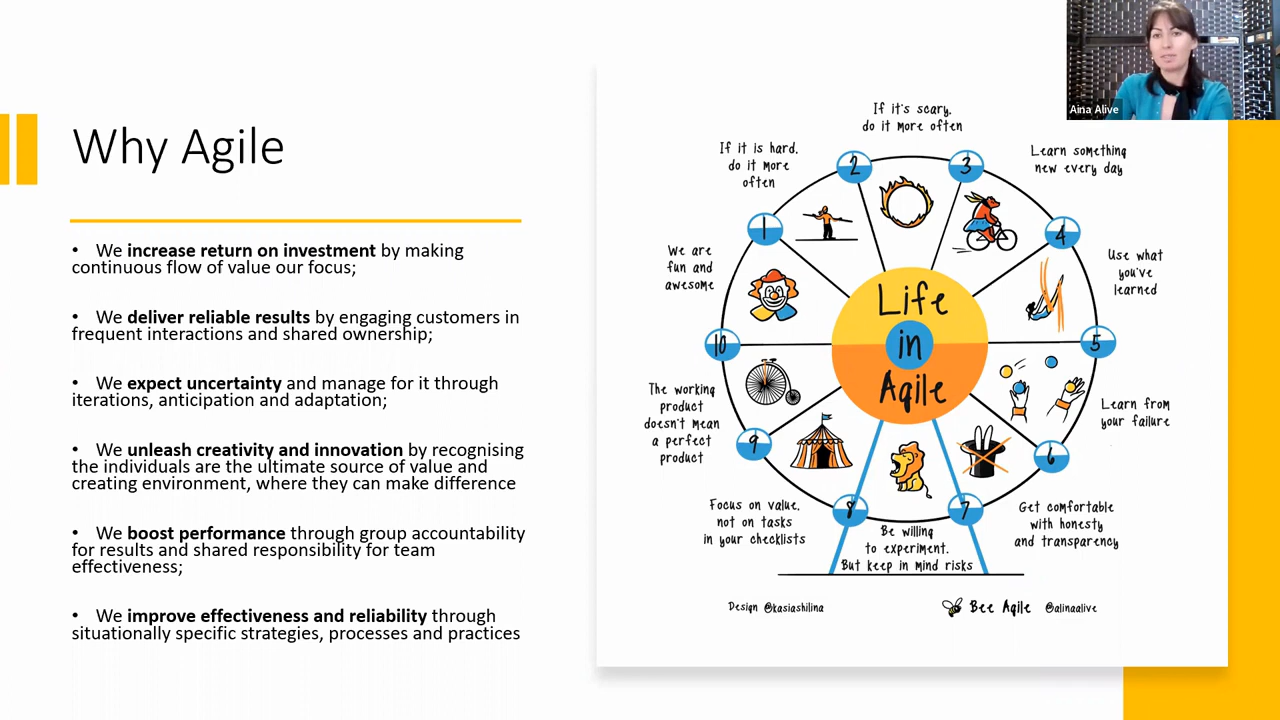 Why Agile
• We increase return on investment by making
continuous flow of value our focus;
• We deliver reliable results by engaging customers in
frequent interactions and shared ownership;
• We expect uncertainty and manage for it through
iterations, anticipation and adaptation;
• We unleash creativity and innovation by recognising
the individuals are the ultimate source of value and
creating environment, where they can make difference
• We boost performance through group accountability
for results and shared responsibility for team
effectiveness;
• We improve effectiveness and reliability through
situationally specific strategies, processes and practices
Aina Alive
If it's scary,
do it more often
If it is hard,
do it more
often
Learn something
new every day
We are
fun and
awesome
Use what
you've
learned
The working
product
doesn't mean
a perfect
product
Learn from
your failure
Focus on value,
not on tasks
in your checklists
Be willing
to experiment.
But keep in mind risks
Get comfortable
with honesty
and transparency
1
2
3
4
5
6
7
8
9
10
Life
in
Agile
Design @kasiashilina
Bee Agile @alinaalive